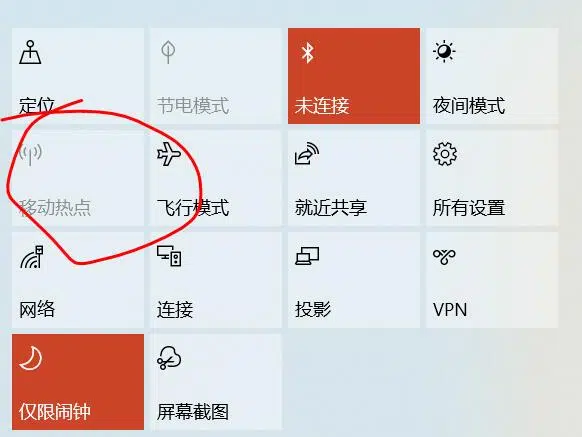 定位
节电模式
未连接
夜间模式
移动热点
飞行模式
就近共享
所有设置
网络
连接
投影
VPN
仅限闹钟
屏幕截图